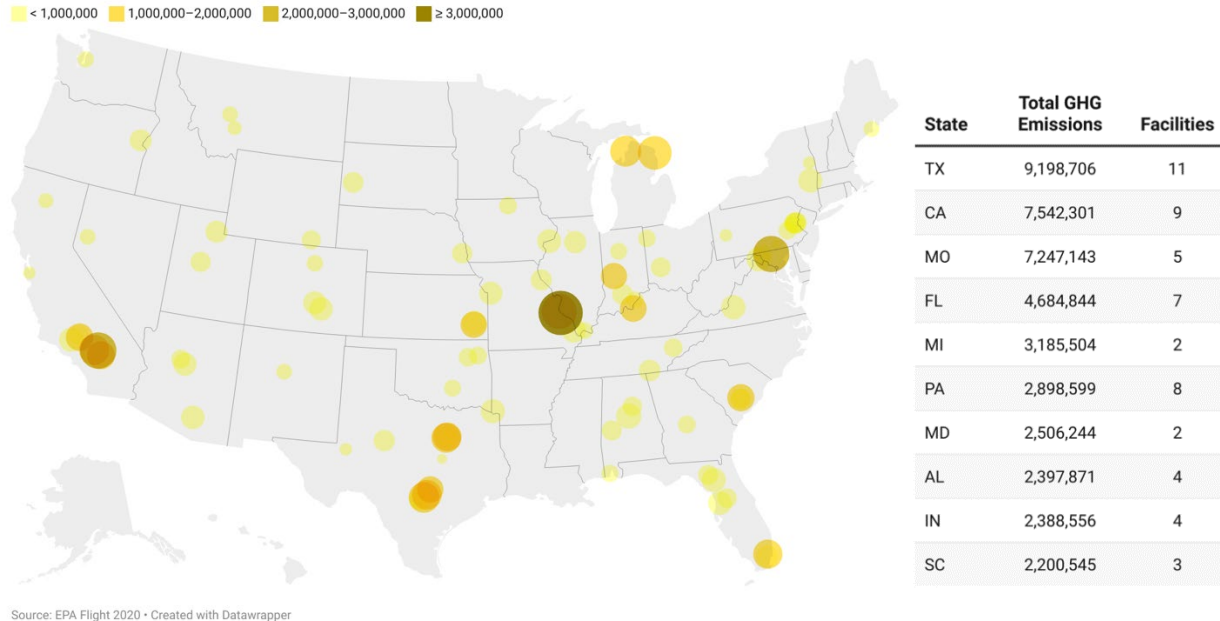 < 1,000,000 1,000,000–2,000,000 2,000,000–3,000,000 ≥ 3,000,000
State Total GHG Emissions Facilities
TX 9,198,706 11
CA 7,542,301 9
MO 7,247,143 5
FL 4,684,844 7
MI 3,185,504 2
PA 2,898,599 8
MD 2,506,244 2
AL 2,397,871 4
IN 2,388,556 4
SC 2,200,545 3
Source: EPA Flight 2020 • Created with Datawrapper